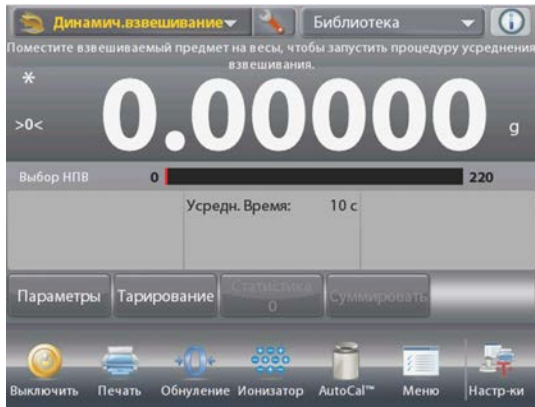 Динамич.взвешивание Библиотека
Поместите взвешиваемый предмет на весы, чтобы запустить процедуру усреднения
взвешивания.
*
>0< 0.00000 g
Выбор НПВ 0 220
Усредн. Время: 10 с
Параметры Тарирование Статистика Суммировать
0
Выключить Печать Обнуление Ионизатор AutoCal™ Меню Настр-ки